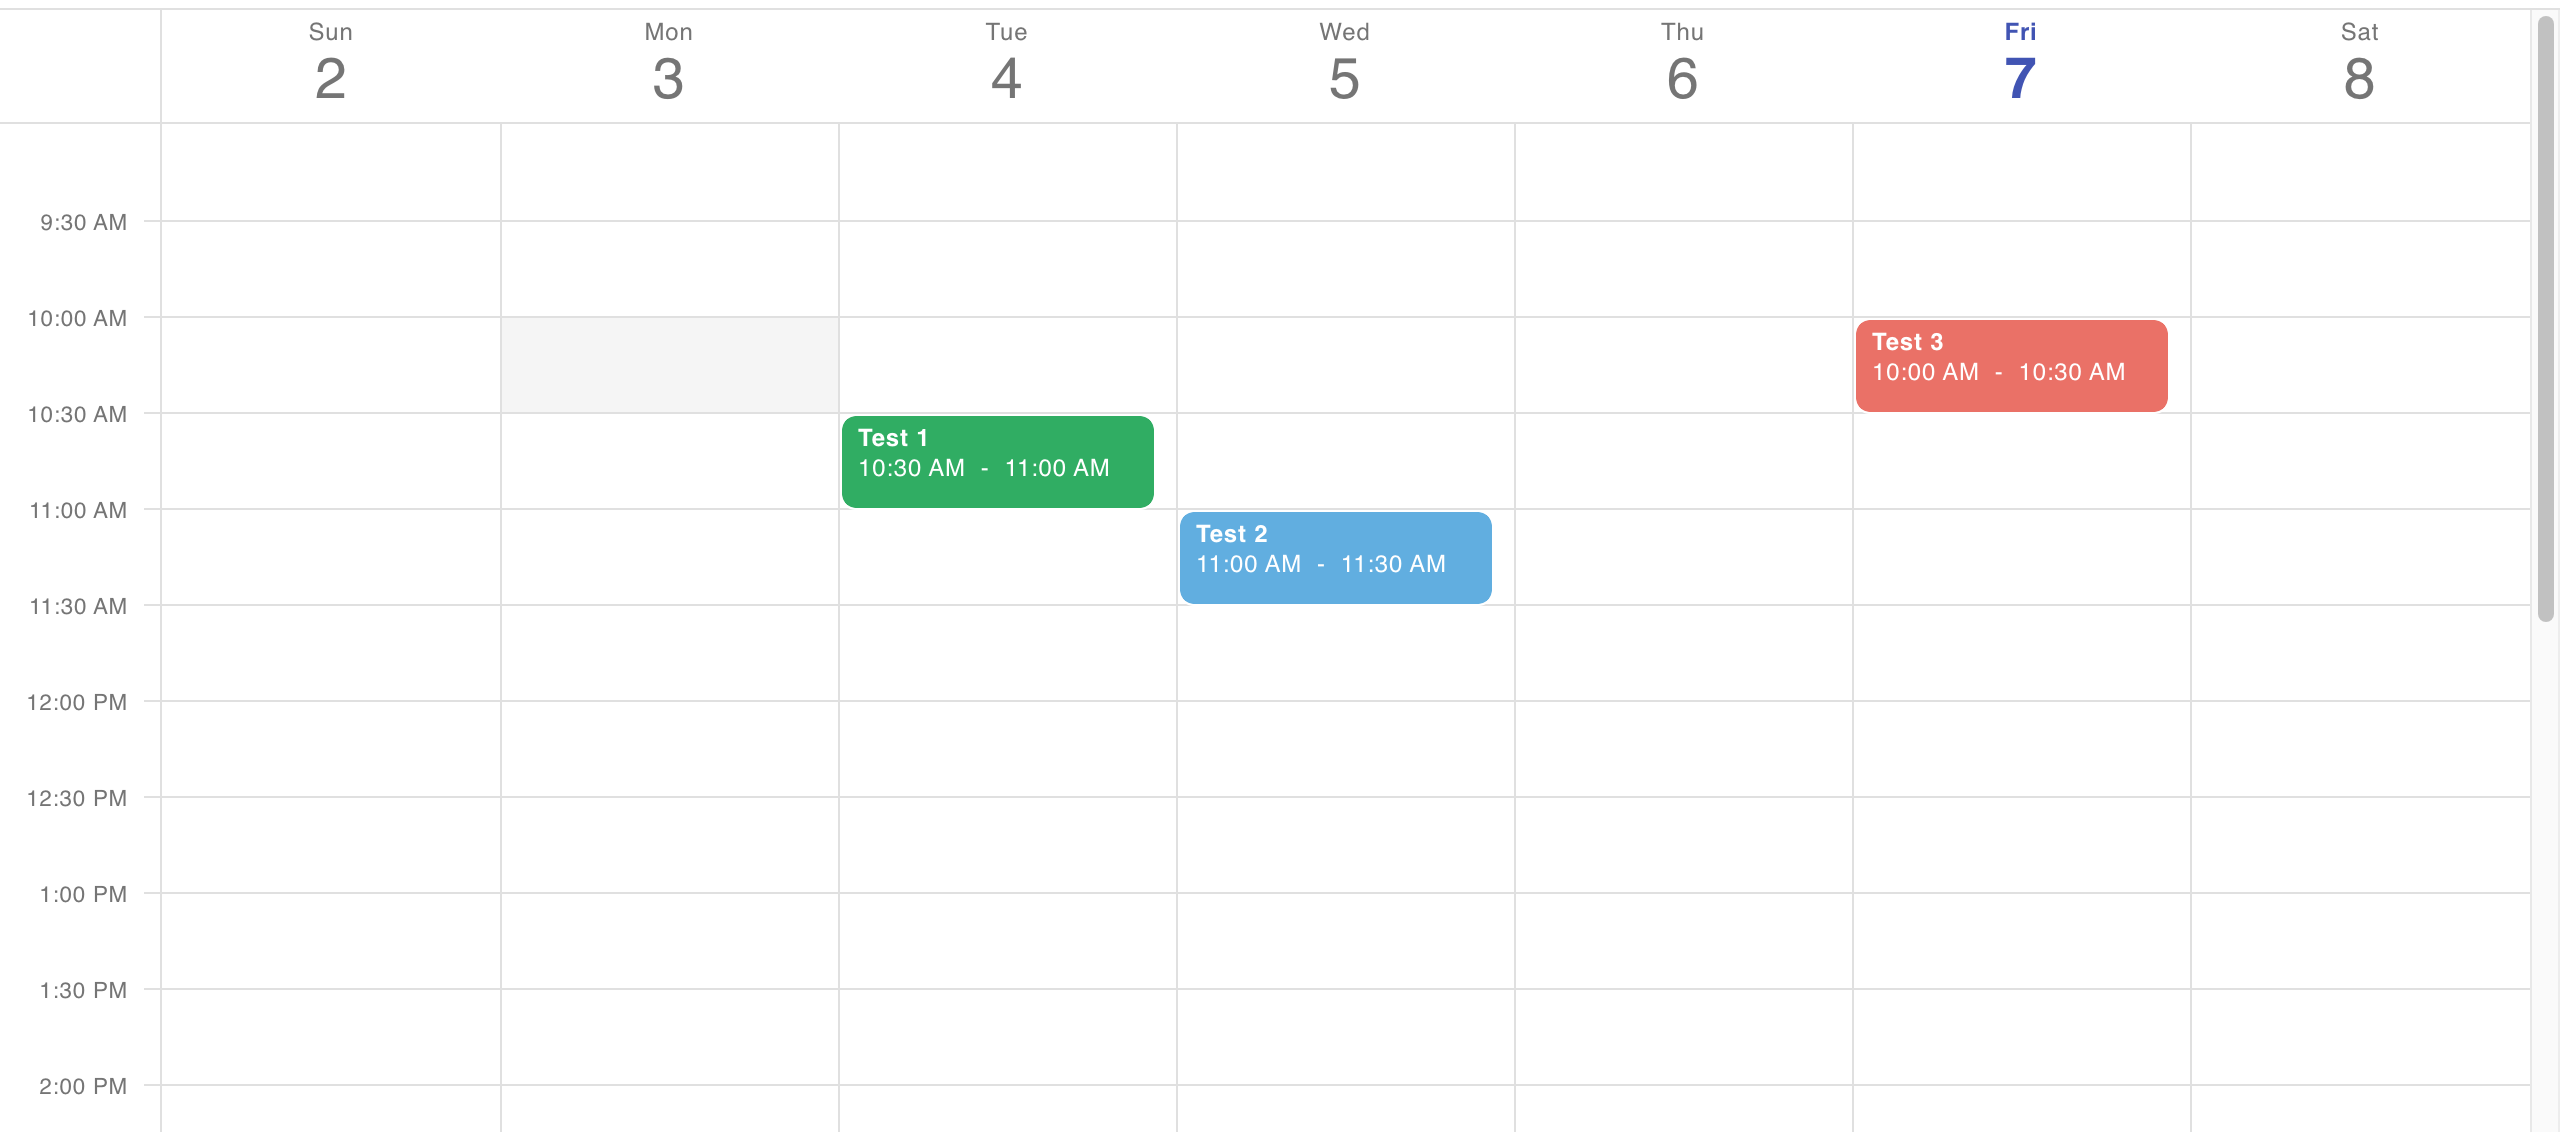 Sun Mon Tue Wed Thu Fri Sat
2 3 4 5 6 7 8
9:30 AM
10:00 AM
Test 3
10:00 AM - 10:30 AM
10:30 AM
Test 1
10:30 AM - 11:00 AM
11:00 AM
Test 2
11:00 AM - 11:30 AM
11:30 AM
12:00 PM
12:30 PM
1:00 PM
1:30 PM
2:00 PM